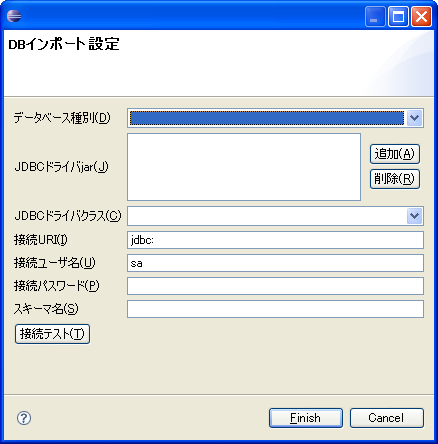 DBインポート設定
データベース種別(D)
JDBCドライバjar(J)
追加(A)
削除(R)
JDBCドライバクラス(C)
接続URI(I) jdbc:
接続ユーザ名(U) sa
接続パスワード(P)
スキーマ名(S)
接続テスト(T)
? Finish Cancel